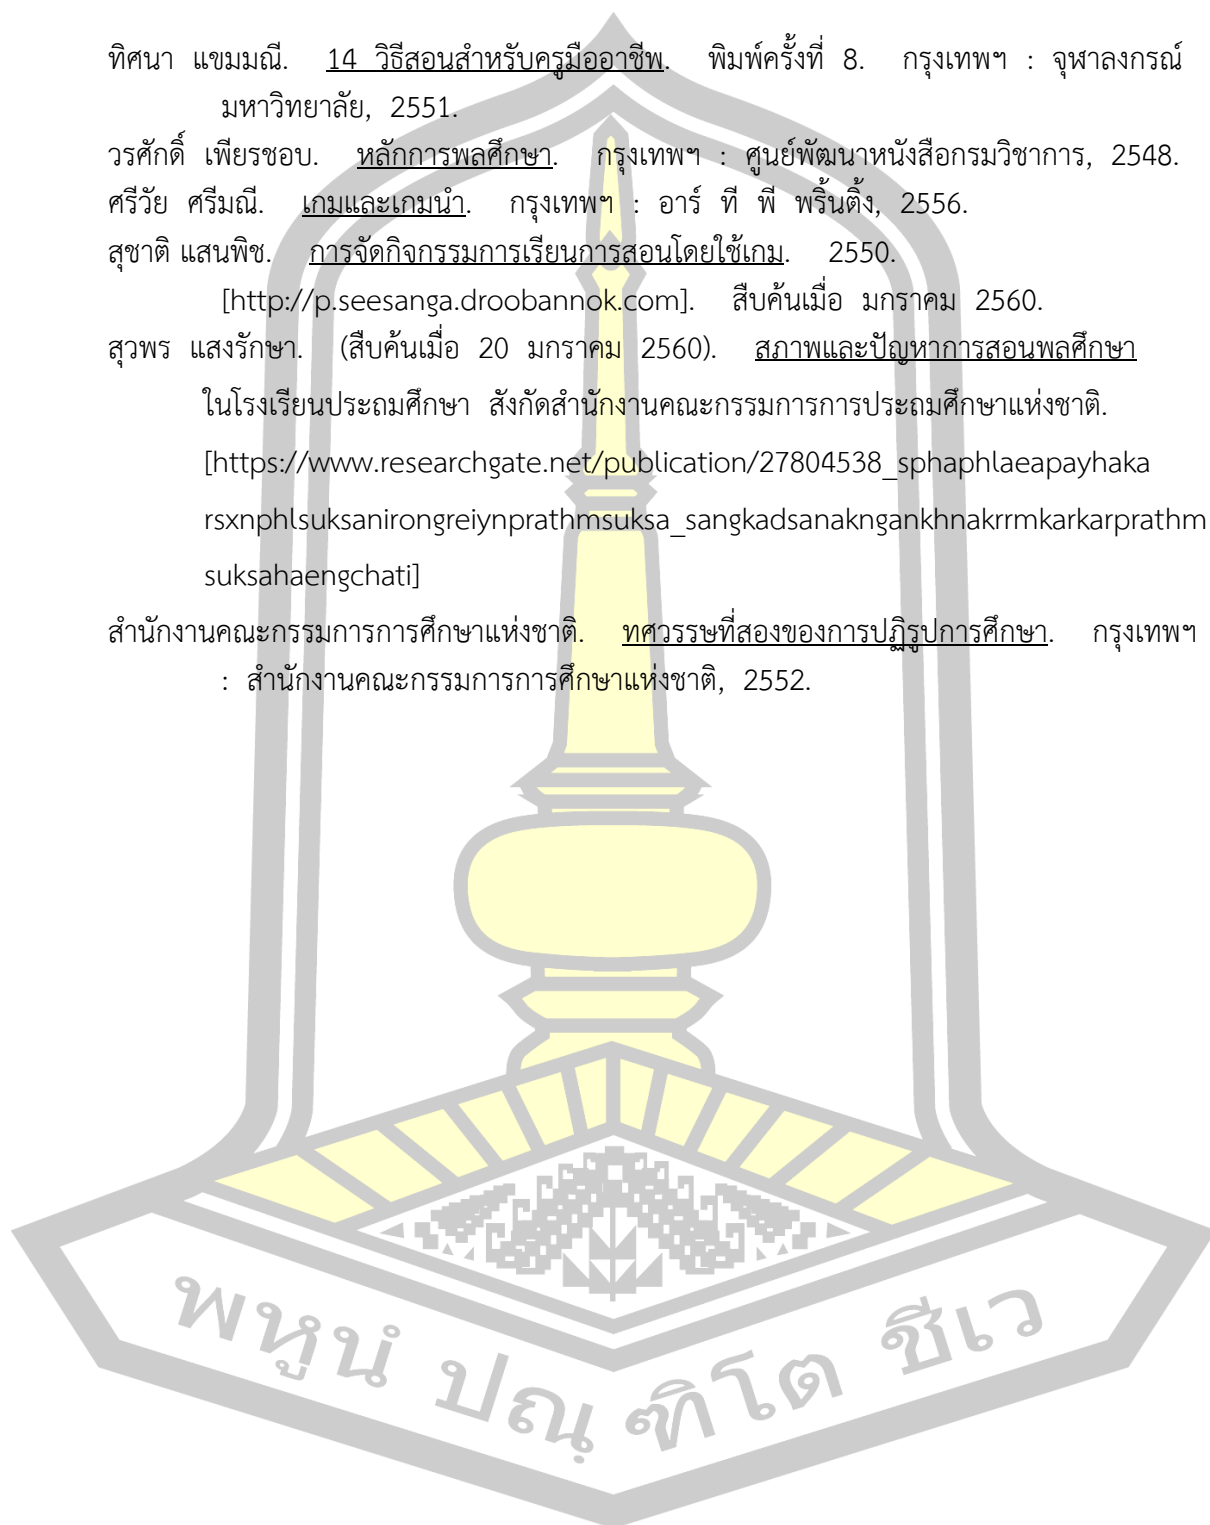 ทิศนา แขมมณี. 14 วิธีสอนสำหรับครูมืออาชีพ. พิมพ์ครั้งที่ 8. กรุงเทพฯ : จุฬาลงกรณ์
มหาวิทยาลัย, 2551.
วรศักดิ์ เพียรชอบ. หลักการพลศึกษา. กรุงเทพฯ : ศูนย์พัฒนาหนังสือกรมวิชาการ, 2548.
ศรีวัย ศรีมณี. เกมและเกมนำ. กรุงเทพฯ : อาร์ ที พี พริ้นติ้ง, 2556.
สุชาติ แสนพิช. การจัดกิจกรรมการเรียนการสอนโดยใช้เกม. 2550.
[http://p.seesanga.droobannok.com]. สืบค้นเมื่อ มกราคม 2560.
สุวพร แสงรักษา. (สืบค้นเมื่อ 20 มกราคม 2560). สภาพและปัญหาการสอนพลศึกษา
ในโรงเรียนประถมศึกษา สังกัดสำนักงานคณะกรรมการการประถมศึกษาแห่งชาติ.
[https://www.researchgate.net/publication/27804538_sphaphlaeapayhaka
rsxnphlsuksanirongreiynprathmsuksa_sangkadsanakngankhnakrrmkarkarprathm
suksahaengchati]
สำนักงานคณะกรรมการการศึกษาแห่งชาติ. ทศวรรษที่สองของการปฏิรูปการศึกษา. กรุงเทพฯ
: สำนักงานคณะกรรมการการศึกษาแห่งชาติ, 2552.
พหูนํ ปณฺ ฑิโต ชีเว